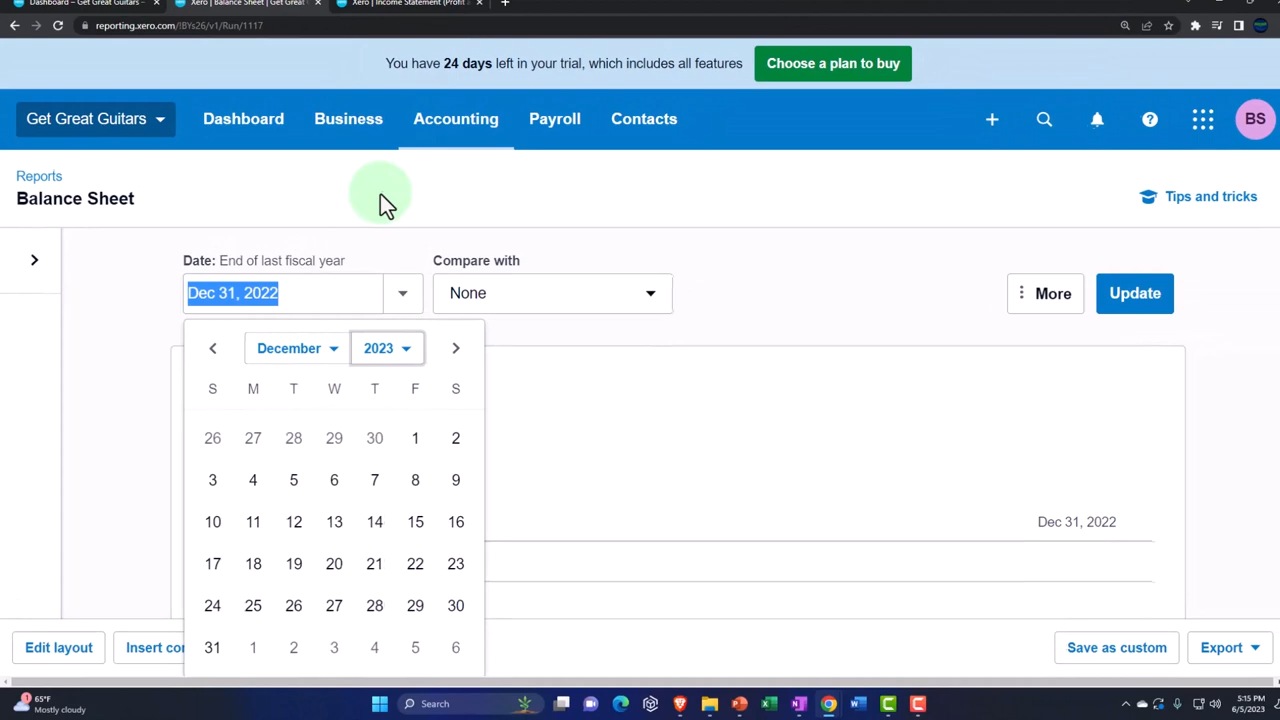 Dashboard – Get Great Guitars –
Xero | Balance Sheet | Get Great
Xero | Income Statement (Profit a
reporting.xero.com/!BYs26/v1/Run/1117
You have 24 days left in your trial, which includes all features
Choose a plan to buy
Get Great Guitars Dashboard Business Accounting Payroll Contacts BS
Reports
Balance Sheet
Tips and tricks
Date: End of last fiscal year
Compare with
Dec 31, 2022
None
More
Update
December 2023
S M T W T F S
26 27 28 29 30 1 2
3 4 5 6 7 8 9
10 11 12 13 14 15 16
Dec 31, 2022
17 18 19 20 21 22 23
24 25 26 27 28 29 30
31 1 2 3 4 5 6
Edit layout
Insert con
Save as custom
Export
65°F
Mostly cloudy
Search
5:15 PM
6/5/2023